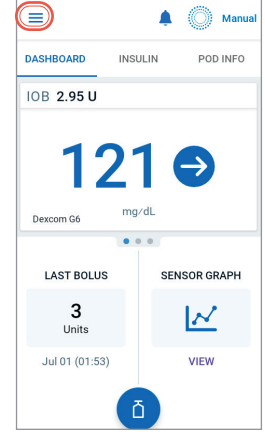 Manual
DASHBOARD INSULIN POD INFO
IOB 2.95 U
121
mg/dL
Dexcom G6
LAST BOLUS SENSOR GRAPH
3
Units
Jul 01 (01:53) VIEW